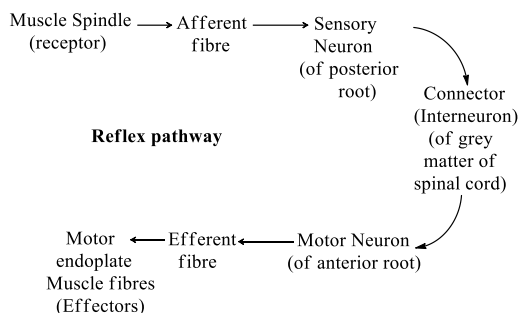 Muscle Spindle
(receptor)
Afferent
fibre
Sensory
Neuron
(of posterior
root)
Connector
(Interneuron)
(of grey
matter of
spinal cord)
Reflex pathway
Motor
endoplate
Muscle fibres
(Effectors)
Efferent
fibre
Motor Neuron
(of anterior root)